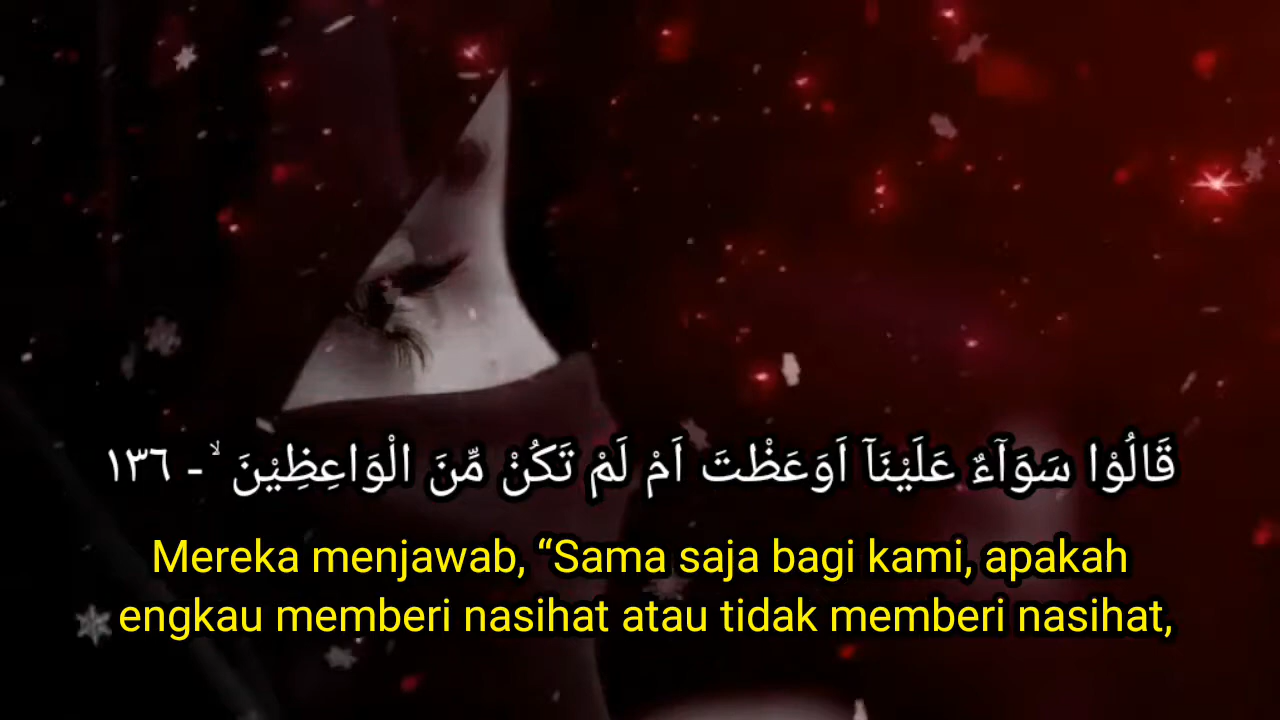 قَالُوْا سَوَاۤءٌ عَلَيْنَآ اَوَعَظْتَ اَمْ لَمْ تَكُنْ مِّنَ الْوَاعِظِيْنَ ۙ - ١٣٦
Mereka menjawab, “Sama saja bagi kami, apakah
engkau memberi nasihat atau tidak memberi nasihat,